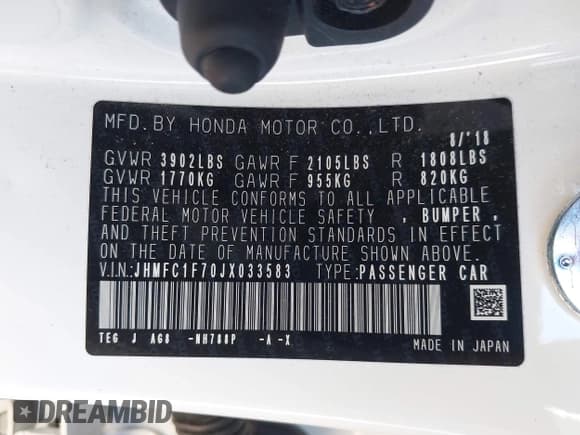 MFD.BY HONDA MOTOR CO.,LTD.
8/'18
GVWR 3902LBS GAWR F 2105LBS R 1808LBS
GVWR 1770KG GAWR F 955KG R 820KG
THIS VEHICLE CONFORMS TO ALL APPLICABLE
FEDERAL MOTOR VEHICLE SAFETY , BUMPER ,
AND THEFT PREVENTION STANDARDS IN EFFECT
ON THE DATE OF MANUFACTURE SHOWN ABOVE.
V.I.N:JHMFC1F70JX033583 TYPE:PASSENGER CAR
TEG J AG8 -NH788P -A -X
MADE IN JAPAN
DREAMBID